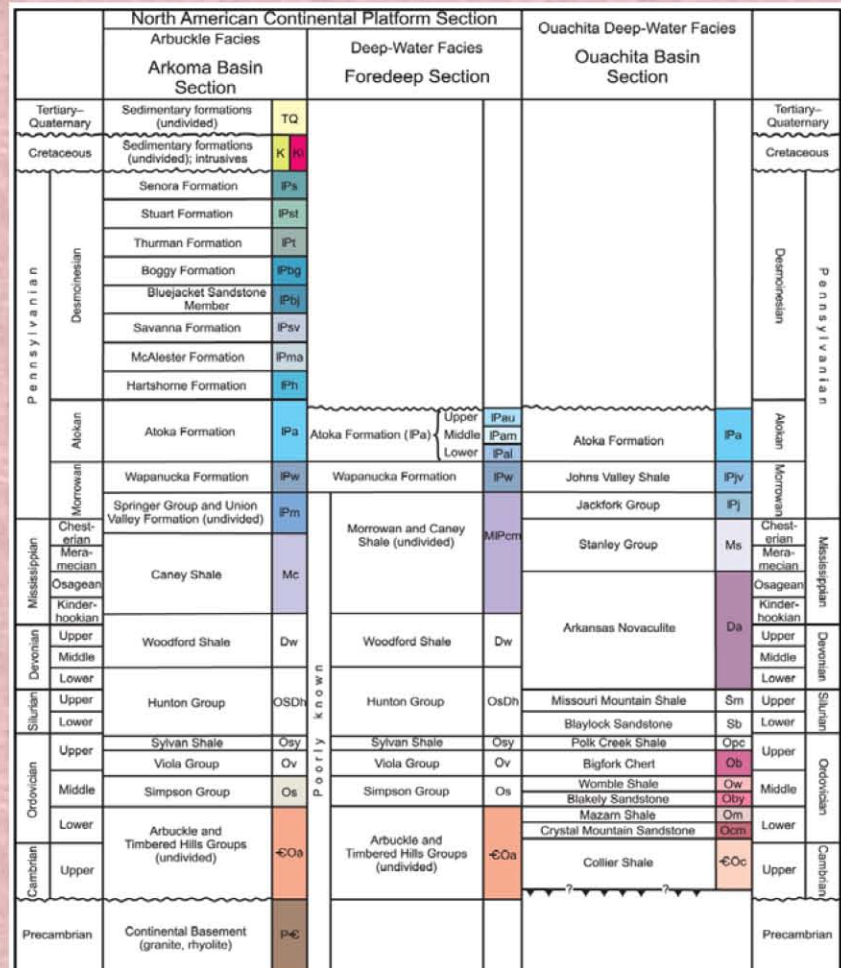 North American Continental Platform Section
Arbuckle Facies
Arkoma Basin
Section
Deep-Water Facies
Foredeep Section
Ouachita Deep-Water Facies
Ouachita Basin
Section
Tertiary–
Quaternary
Sedimentary formations
(undivided)
TQ
Tertiary–
Quaternary
Cretaceous
Sedimentary formations
(undivided); intrusives
K
Ki
Cretaceous
Pennsylvanian
Desmoinesian
Senora Formation
IPs
Stuart Formation
IPst
Thurman Formation
IPt
Boggy Formation
IPbg
Bluejacket Sandstone
Member
IPbj
Savanna Formation
IPsv
McAlester Formation
IPma
Hartshorne Formation
IPh
Desmoinesian
Pennsylvanian
Atokan
Atoka Formation
IPa
Atoka Formation (IPa)
Upper
IPau
Middle
IPam
Lower
IPal
Atoka Formation
IPa
Atokan
Morrowan
Wapanucka Formation
IPw
Wapanucka Formation
IPw
Johns Valley Shale
IPjv
Morrowan
Springer Group and Union
Valley Formation (undivided)
IPm
Jackfork Group
IPj
Poorly known
Morrowan and Caney
Shale (undivided)
MIPcm
Mississippian
Chest-
erian
Mera-
mecian
Osagean
Kinder-
hookian
Caney Shale
Mc
Stanley Group
Ms
Chest-
erian
Mera-
mecian
Osagean
Kinder-
hookian
Mississippian
Arkansas Novaculite
Da
Devonian
Upper
Middle
Lower
Woodford Shale
Dw
Woodford Shale
Dw
Upper
Middle
Lower
Devonian
Silurian
Upper
Lower
Hunton Group
OSDh
Hunton Group
OsDh
Missouri Mountain Shale
Sm
Blaylock Sandstone
Sb
Upper
Lower
Silurian
Ordovician
Upper
Sylvan Shale
Osy
Sylvan Shale
Osy
Polk Creek Shale
Opc
Upper
Ordovician
Viola Group
Ov
Viola Group
Ov
Bigfork Chert
Ob
Middle
Simpson Group
Os
Simpson Group
Os
Womble Shale
Ow
Blakely Sandstone
Oby
Middle
Lower
Arbuckle and
Timbered Hills Groups
(undivided)
ЄOa
Arbuckle and
Timbered Hills Groups
(undivided)
ЄOa
Mazarn Shale
Om
Crystal Mountain Sandstone
Ocm
Lower
Cambrian
Upper
Collier Shale
ЄOc
Upper
Cambrian
? ?
Precambrian
Continental Basement
(granite, rhyolite)
PЄ
Precambrian